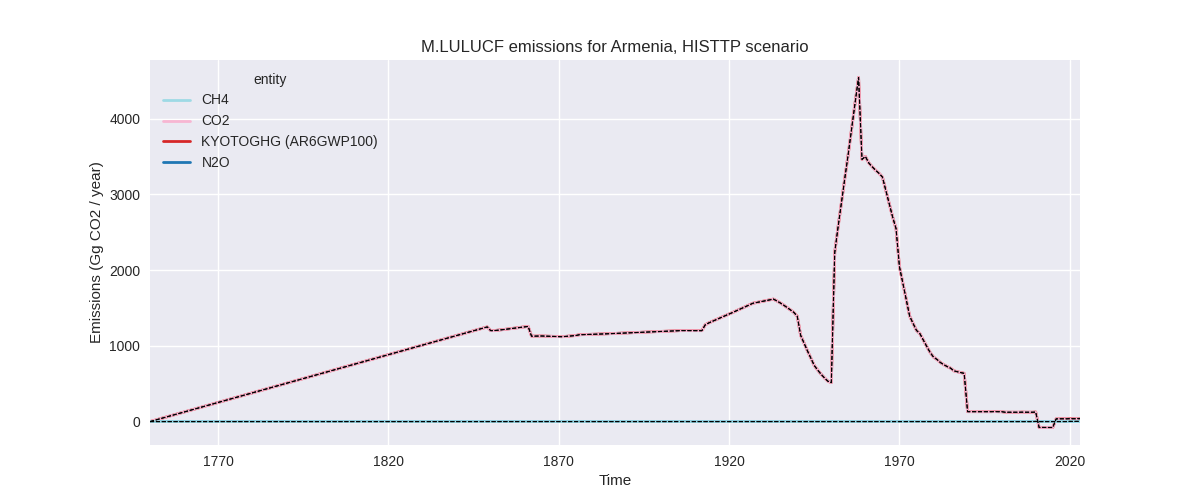 M.LULUCF emissions for Armenia, HISTTP scenario
entity
CH4
CO2
KYOTOGHG (AR6GWP100)
N2O
Emissions (Gg CO2 / year)
4000
3000
2000
1000
0
1770
1820
1870
1920
1970
2020
Time